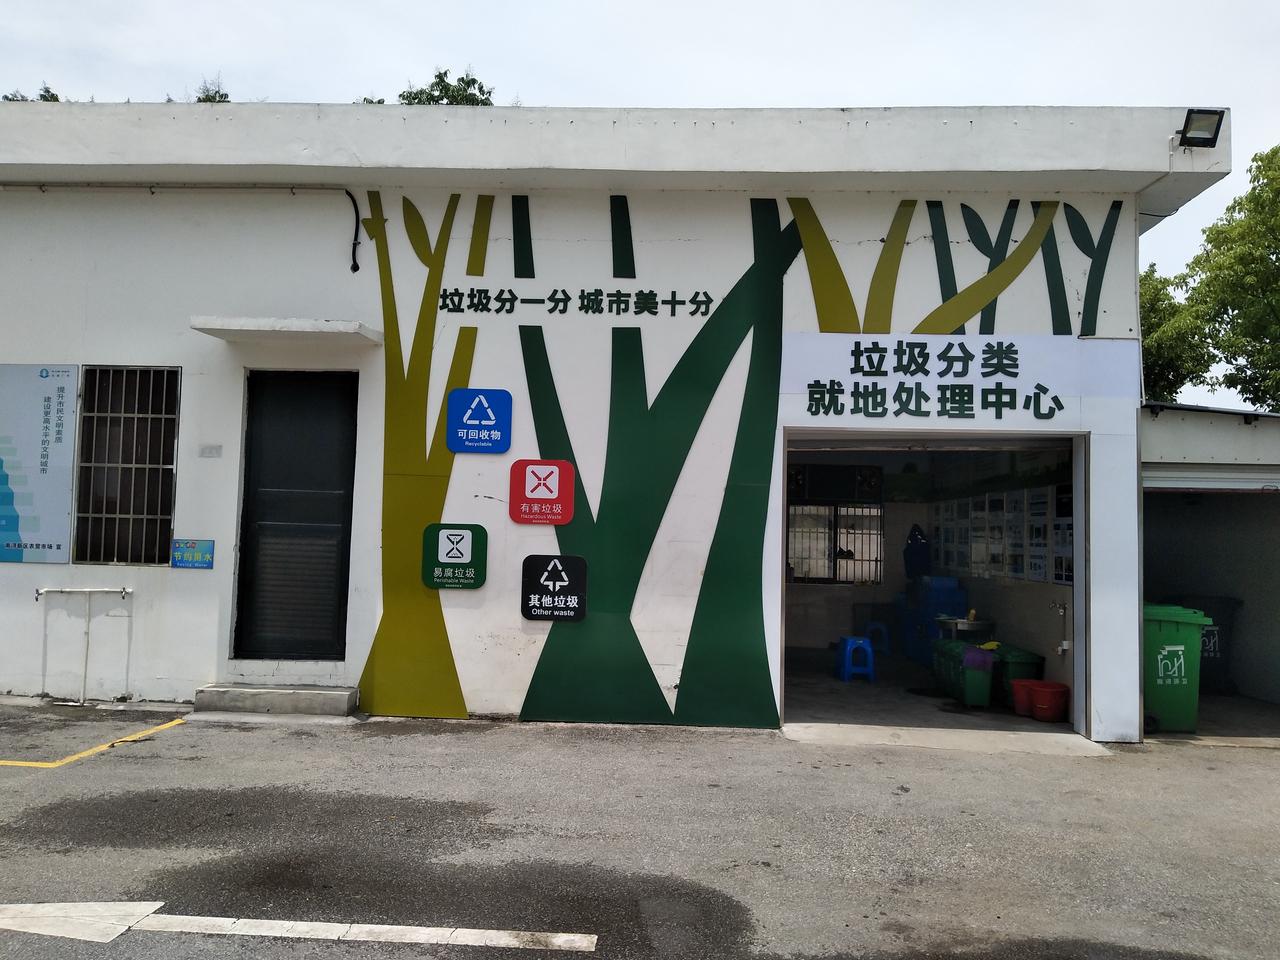 垃圾分一分 城市美十分
垃圾分类
就地处理中心
可回收物
Recyclable
有害垃圾
Hazardous Waste
易腐垃圾
Perishable Waste
其他垃圾
Other waste
提升市民文明素质
建设更高水平的文明城市
节约用水
Saving Water